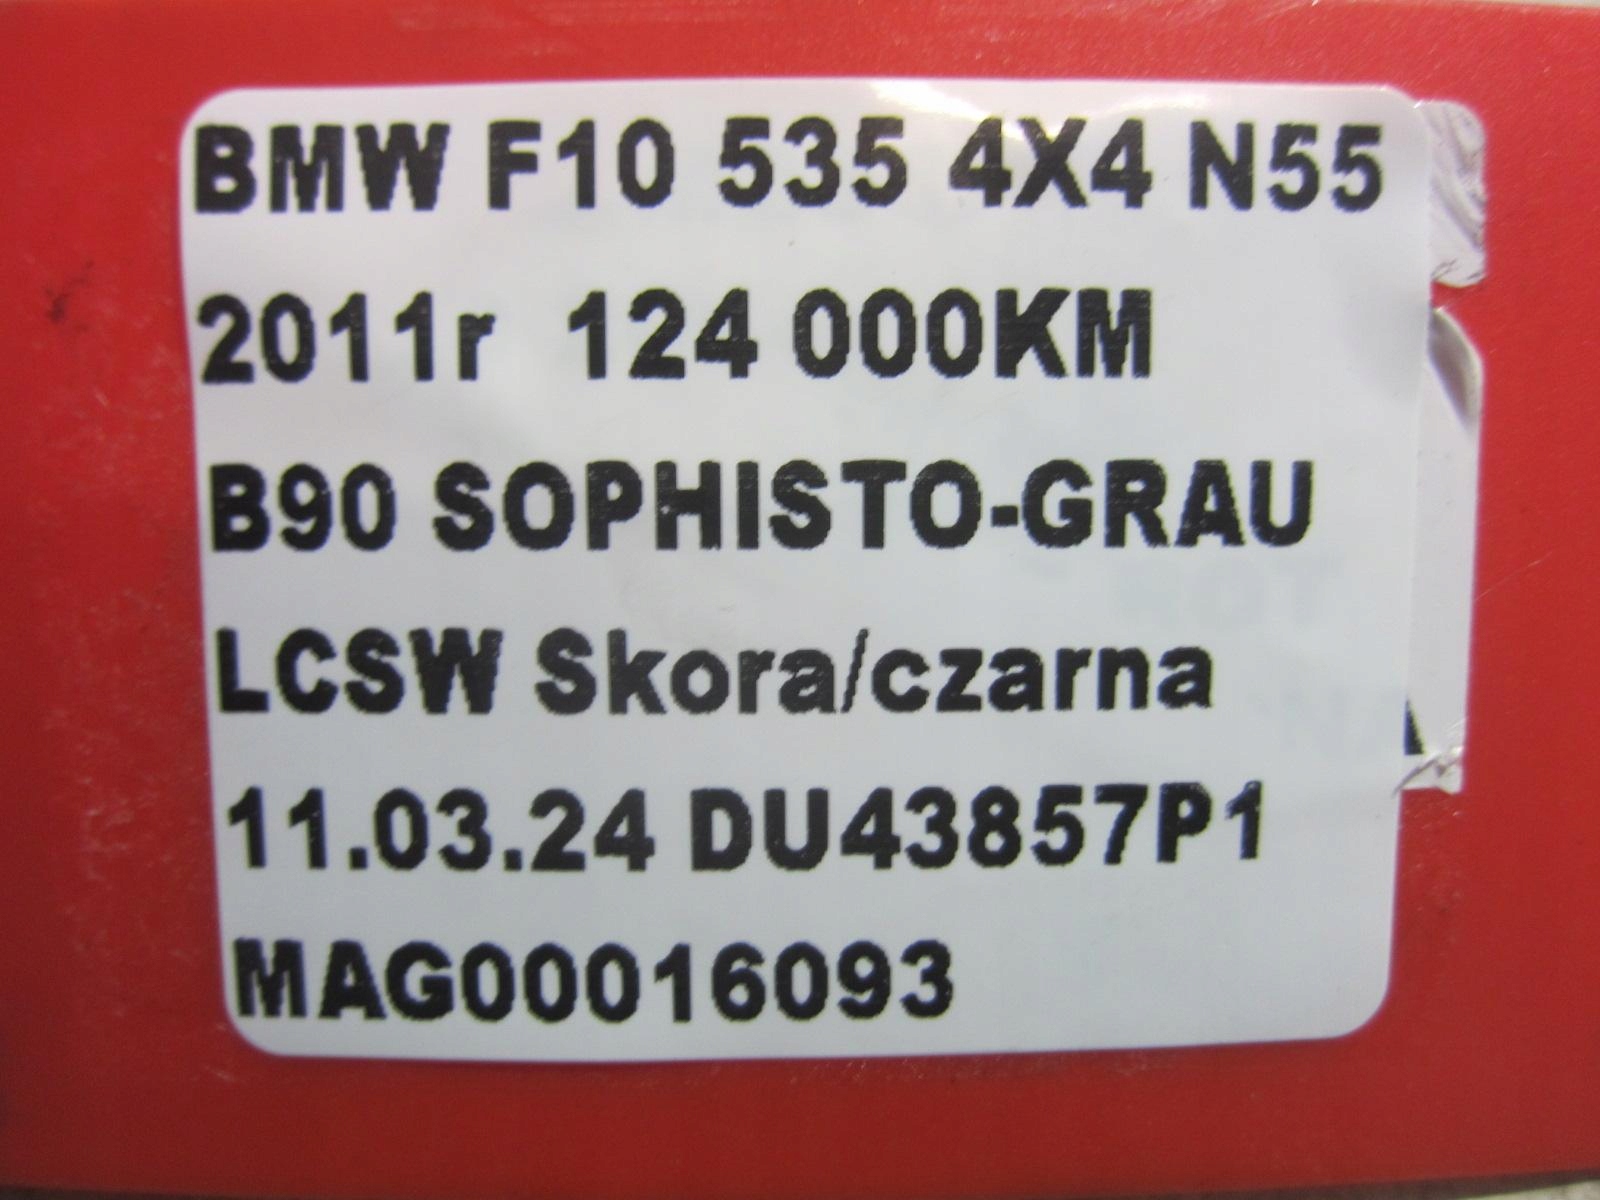 BMW F10 535 4X4 N55
2011r 124 000KM
B90 SOPHISTO-GRAU
LCSW Skora/czarna
11.03.24 DU43857P1
MAG00016093